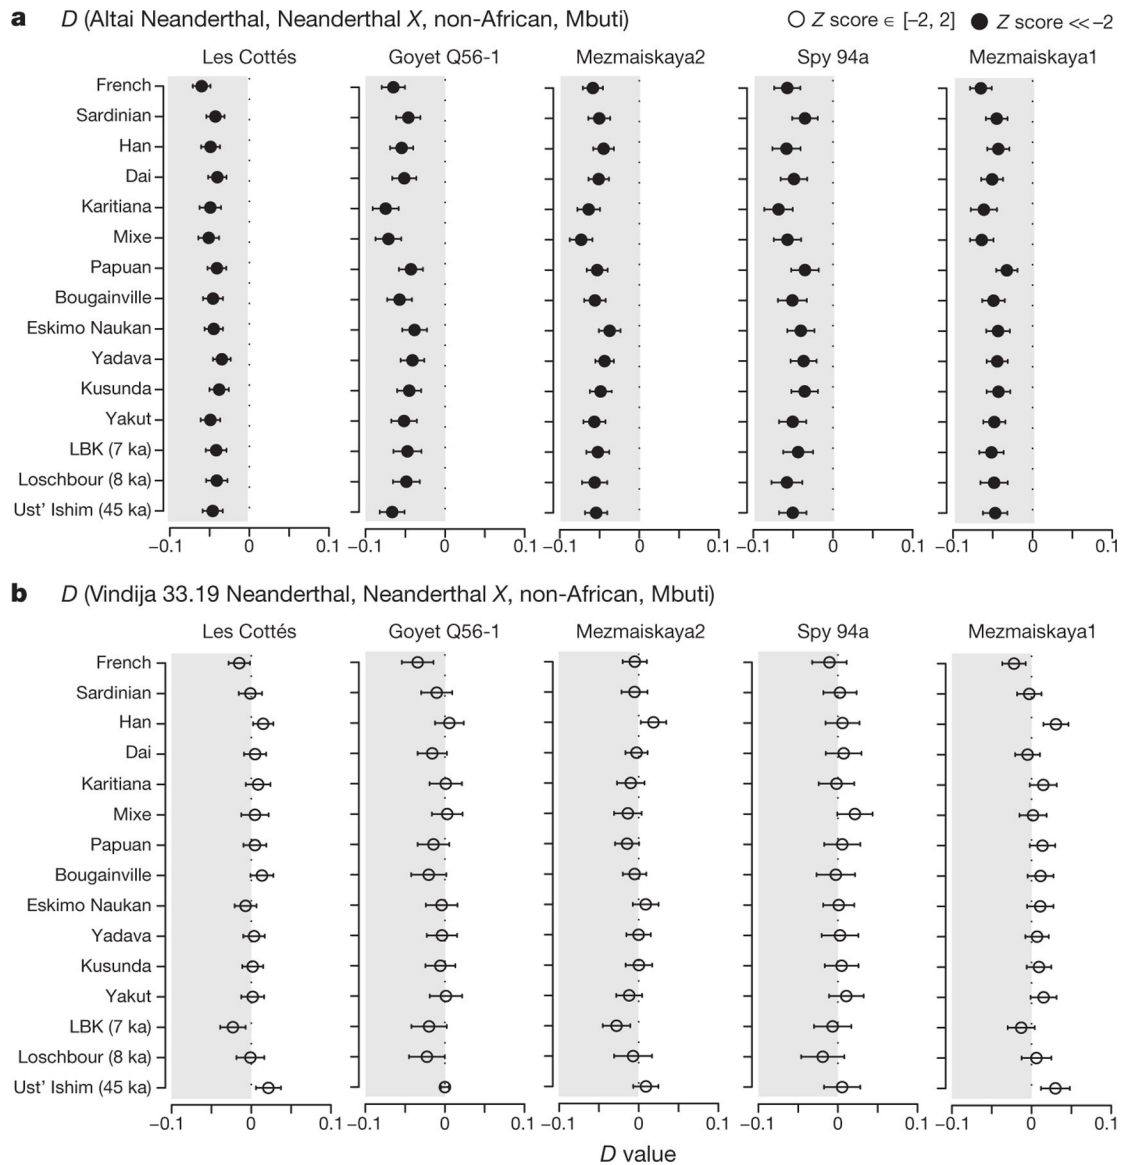 a D (Altai Neanderthal, Neanderthal X, non-African, Mbuti) Z score ∈ [–2, 2] Z score <<–2
Les Cottés Goyet Q56-1 Mezmaiskaya2 Spy 94a Mezmaiskaya1
French
Sardinian
Han
Dai
Karitiana
Mixe
Papuan
Bougainville
Eskimo Naukan
Yadava
Kusunda
Yakut
LBK (7 ka)
Loschbour (8 ka)
Ust' Ishim (45 ka)
–0.1 0 0.1 –0.1 0 0.1 –0.1 0 0.1 –0.1 0 0.1 –0.1 0 0.1
b D (Vindija 33.19 Neanderthal, Neanderthal X, non-African, Mbuti)
Les Cottés Goyet Q56-1 Mezmaiskaya2 Spy 94a Mezmaiskaya1
French
Sardinian
Han
Dai
Karitiana
Mixe
Papuan
Bougainville
Eskimo Naukan
Yadava
Kusunda
Yakut
LBK (7 ka)
Loschbour (8 ka)
Ust' Ishim (45 ka)
–0.1 0 0.1 –0.1 0 0.1 –0.1 0 0.1 –0.1 0 0.1 –0.1 0 0.1
D value